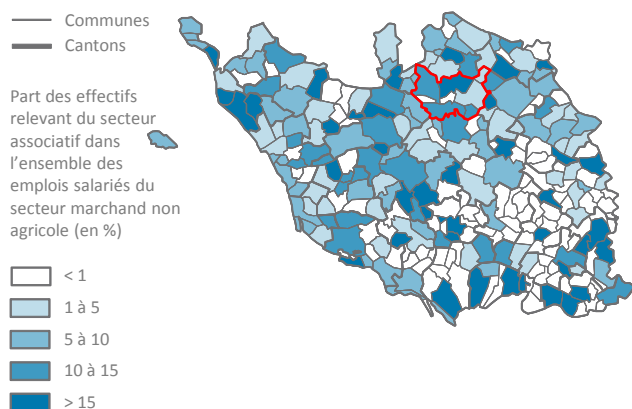 Communes
Cantons
Part des effectifs
relevant du secteur
associatif dans
l'ensemble des
emplois salariés du
secteur marchand non
agricole (en %)
< 1
1 à 5
5 à 10
10 à 15
> 15